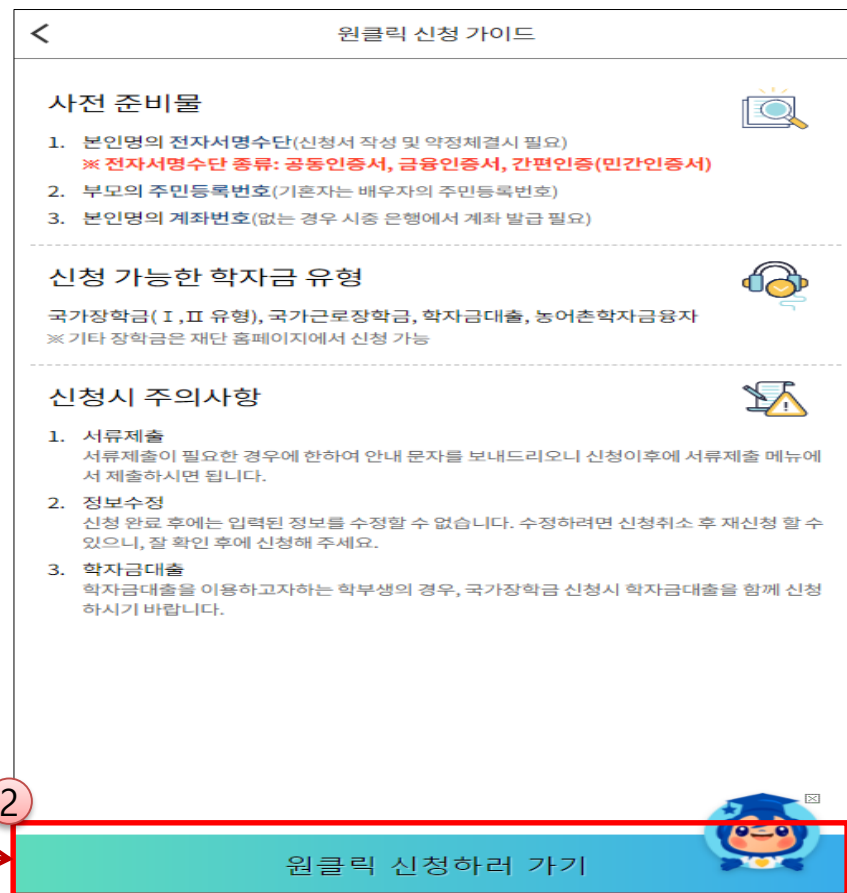 원클릭 신청 가이드
사전 준비물
1. 본인명의 전자서명수단(신청서 작성 및 약정체결시 필요)
※ 전자서명수단 종류: 공동인증서, 금융인증서, 간편인증(민간인증서)
2. 부모의 주민등록번호(기혼자는 배우자의 주민등록번호)
3. 본인명의 계좌번호(없는 경우 시중 은행에서 계좌 발급 필요)
신청 가능한 학자금 유형
국가장학금(Ⅰ,Ⅱ 유형), 국가근로장학금, 학자금대출, 농어촌학자금융자
※ 기타 장학금은 재단 홈페이지에서 신청 가능
신청시 주의사항
1. 서류제출
서류제출이 필요한 경우에 한하여 안내 문자를 보내드리오니 신청이후에 서류제출 메뉴에
서 제출하시면 됩니다.
2. 정보수정
신청 완료 후에는 입력된 정보를 수정할 수 없습니다. 수정하려면 신청취소 후 재신청 할 수
있으니, 잘 확인 후에 신청해 주세요.
3. 학자금대출
학자금대출을 이용하고자하는 학부생의 경우, 국가장학금 신청시 학자금대출을 함께 신청
하시기 바랍니다.
2
원클릭 신청하러 가기